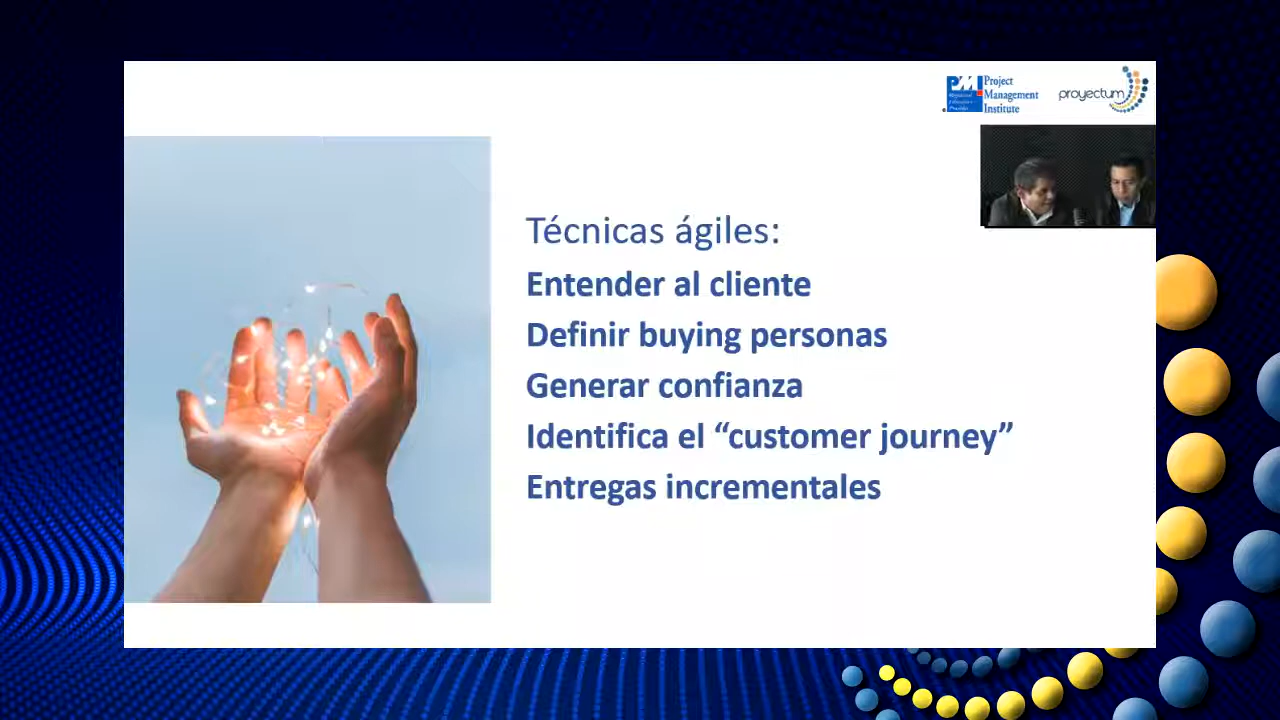 PMI
Project
Management
Institute
proyectum
Técnicas ágiles:
Entender al cliente
Definir buying personas
Generar confianza
Identifica el “customer journey”
Entregas incrementales